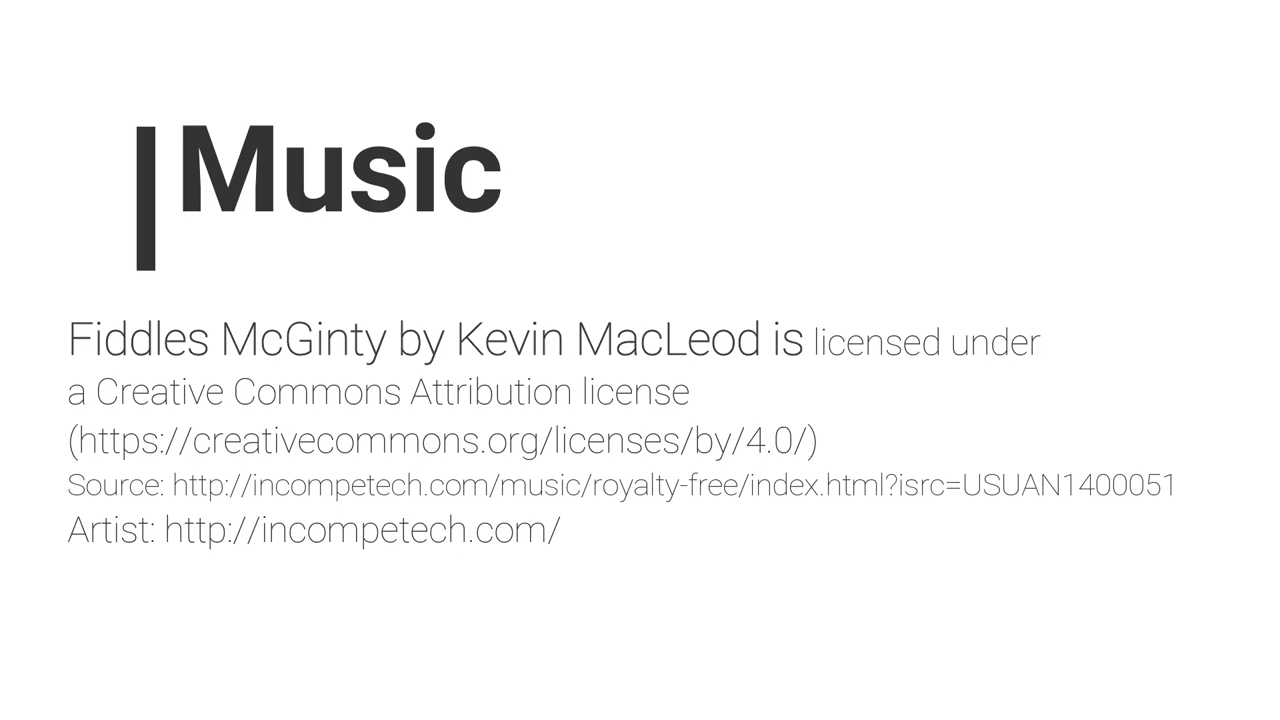 Music
Fiddles McGinty by Kevin MacLeod is licensed under
a Creative Commons Attribution license
(https://creativecommons.org/licenses/by/4.0/)
Source: http://incompetech.com/music/royalty-free/index.html?isrc=USUAN1400051
Artist: http://incompetech.com/